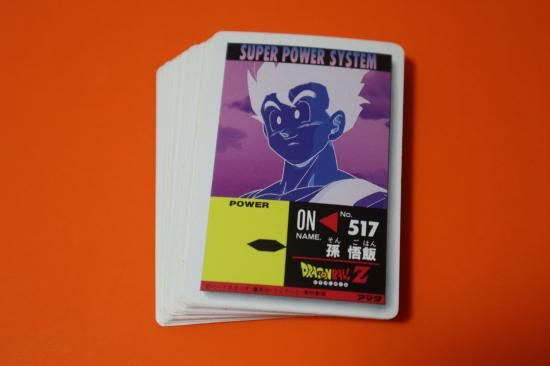 SUPER POWER SYSTEM
POWER
ON
No. 517
NAME.
そん ご はん
孫 悟飯
DRAGON BALL Z
アマダ